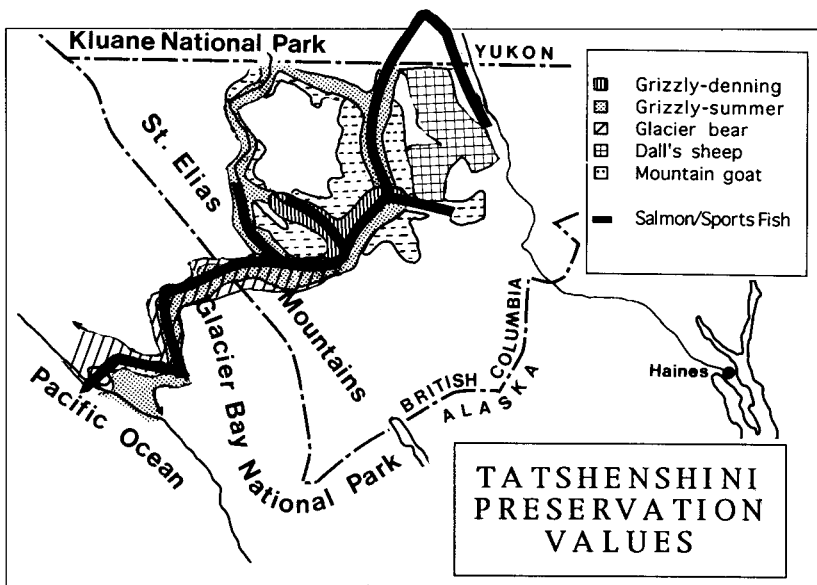 Kluane National Park
YUKON
Grizzly-denning
Grizzly-summer
Glacier bear
Dall's sheep
Mountain goat
Salmon/Sports Fish
St. Elias
Mountains
Glacier Bay National Park
Pacific Ocean
BRITISH COLUMBIA
ALASKA
Haines
TATSHENSHINI
PRESERVATION
VALUES